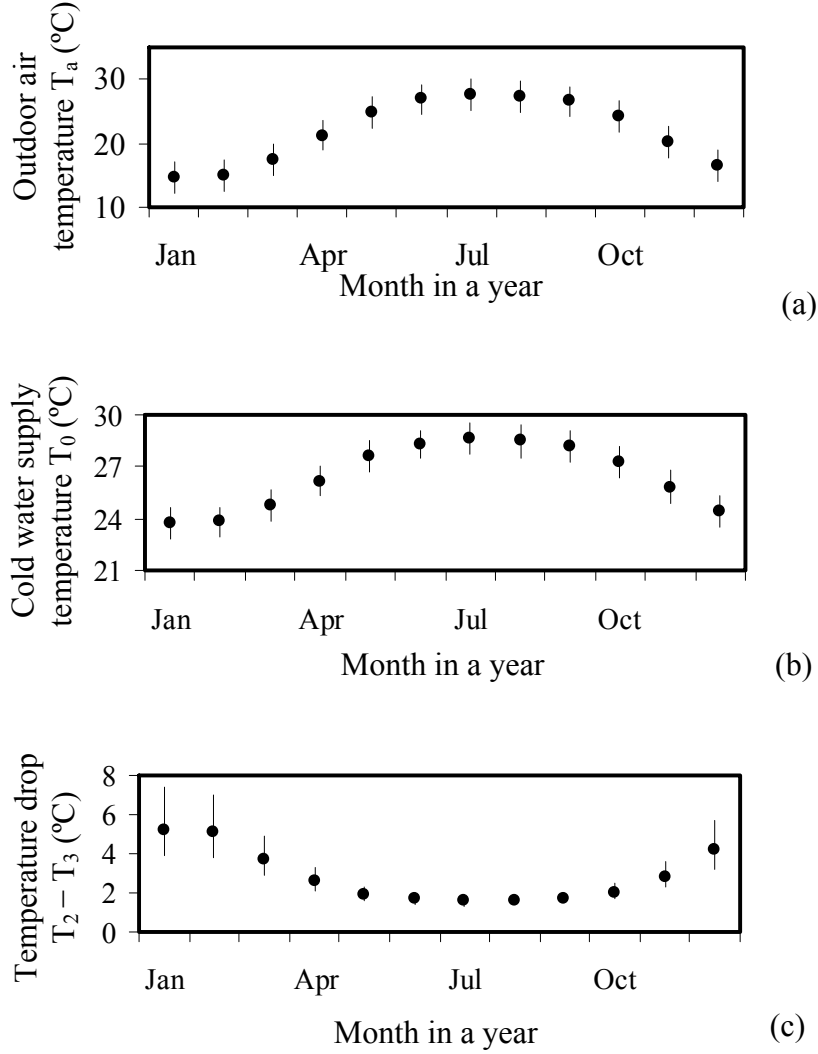 Outdoor air
temperature Ta (ºC)
30
20
10
Jan Apr Jul Oct
Month in a year
(a)
Cold water supply
temperature T0 (ºC)
30
27
24
21
Jan Apr Jul Oct
Month in a year
(b)
Temperature drop
T2 – T3 (ºC)
8
6
4
2
0
Jan Apr Jul Oct
Month in a year
(c)